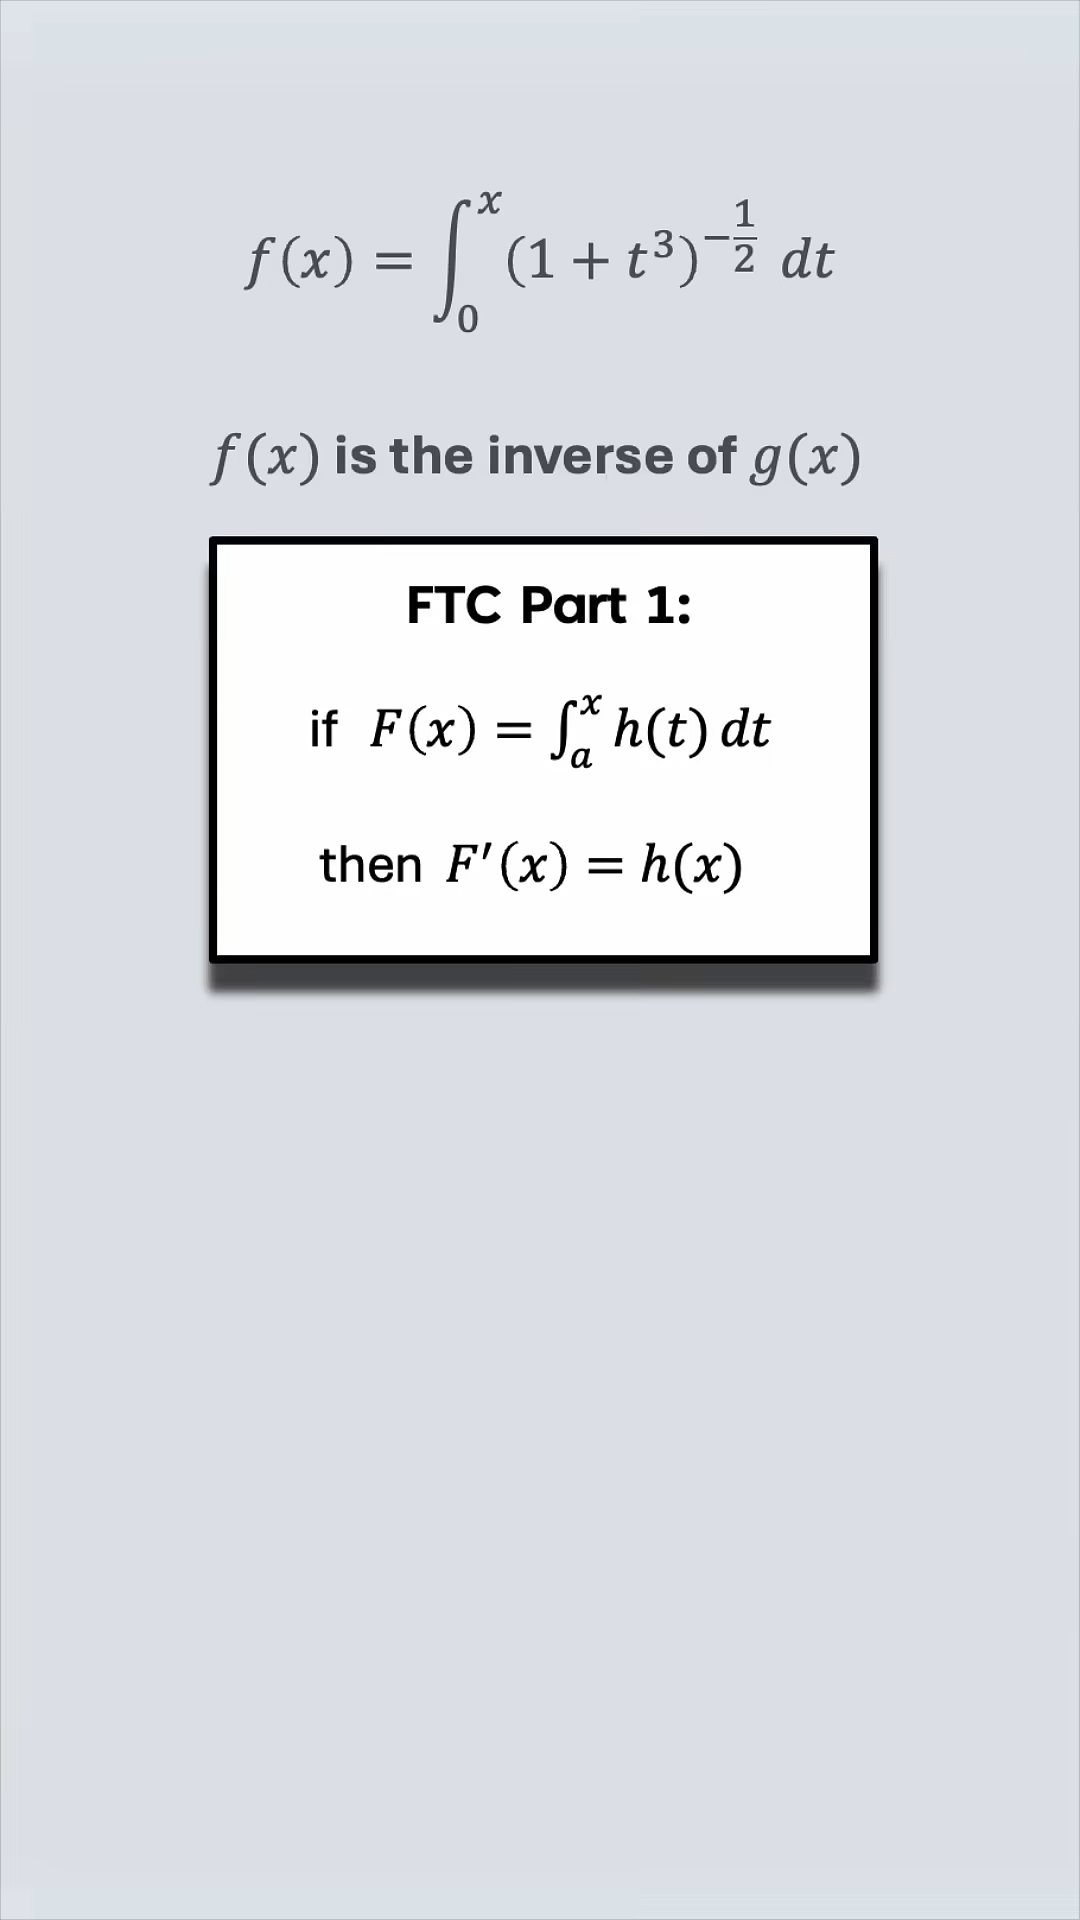 f(x) = ∫₀ˣ (1 + t³)^(-1/2) dt
f(x) is the inverse of g(x)
FTC Part 1:
if F(x) = ∫ₐˣ h(t) dt
then F′(x) = h(x)